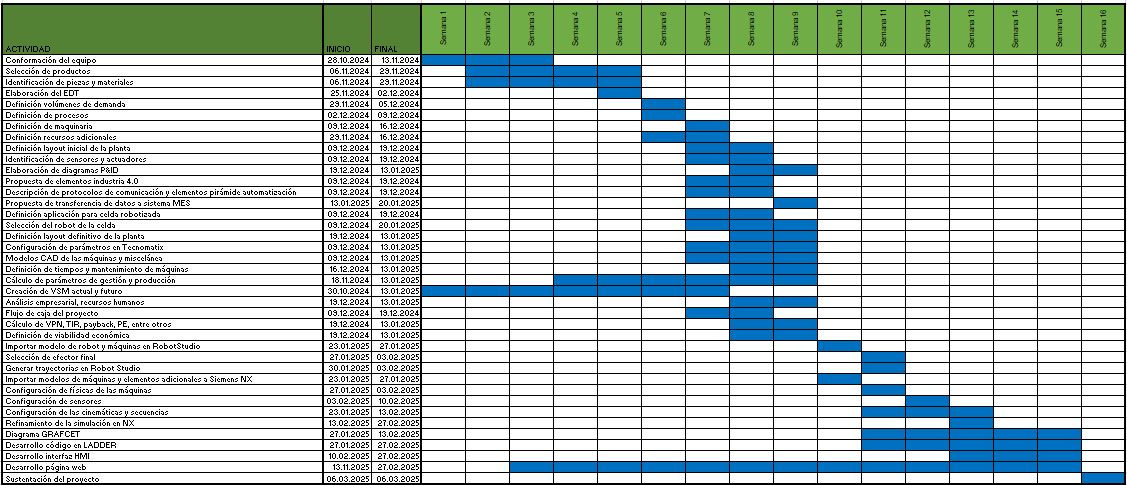 ACTIVIDAD INICIO FINAL Semana 1 Semana 2 Semana 3 Semana 4 Semana 5 Semana 6 Semana 7 Semana 8 Semana 9 Semana 10 Semana 11 Semana 12 Semana 13 Semana 14 Semana 15 Semana 16
Conformación del equipo 28.10.2024 13.11.2024
Selección de productos 06.11.2024 29.11.2024
Identificación de piezas y materiales 06.11.2024 29.11.2024
Elaboración del EDT 25.11.2024 02.12.2024
Definición volúmenes de demanda 29.11.2024 05.12.2024
Definición de procesos 02.12.2024 09.12.2024
Definición de maquinaria 09.12.2024 16.12.2024
Definición recursos adicionales 29.11.2024 16.12.2024
Definición layout inicial de la planta 09.12.2024 19.12.2024
Identificación de sensores y actuadores 09.12.2024 19.12.2024
Elaboración de diagramas P&ID 19.12.2024 13.01.2025
Propuesta de elementos industria 4.0 09.12.2024 19.12.2024
Descripción de protocolos de comunicación y elementos pirámide automatización 09.12.2024 19.12.2024
Propuesta de transferencia de datos a sistema MES 13.01.2025 20.01.2025
Definición aplicación para celda robotizada 09.12.2024 19.12.2024
Selección del robot de la celda 09.12.2024 20.01.2025
Definición layout definitivo de la planta 19.12.2024 13.01.2025
Configuración de parámetros en Tecnomatix 09.12.2024 13.01.2025
Modelos CAD de las máquinas y miscelánea 09.12.2024 13.01.2025
Definición de tiempos y mantenimiento de máquinas 16.12.2024 13.01.2025
Cálculo de parámetros de gestión y producción 18.11.2024 13.01.2025
Creación de VSM actual y futuro 30.10.2024 13.01.2025
Análisis empresarial, recursos humanos 19.12.2024 13.01.2025
Flujo de caja del proyecto 09.12.2024 19.12.2024
Cálculo de VPN, TIR, payback, PE, entre otros 19.12.2024 13.01.2025
Definición de viabilidad económica 19.12.2024 13.01.2025
Importar modelo de robot y máquinas en RobotStudio 23.01.2025 27.01.2025
Selección de efector final 27.01.2025 03.02.2025
Generar trayectorias en Robot Studio 30.01.2025 03.02.2025
Importar modelos de máquinas y elementos adicionales a Siemens NX 23.01.2025 27.01.2025
Configuración de físicas de las máquinas 27.01.2025 03.02.2025
Configuración de sensores 03.02.2025 10.02.2025
Configuración de las cinemáticas y secuencias 23.01.2025 13.02.2025
Refinamiento de la simulación en NX 13.02.2025 27.02.2025
Diagrama GRAFCET 27.01.2025 13.02.2025
Desarrollo código en LADDER 27.01.2025 27.02.2025
Desarrollo interfaz HMI 10.02.2025 27.02.2025
Desarrollo página web 13.11.2025 27.02.2025
Sustentación del proyecto 06.03.2025 06.03.2025